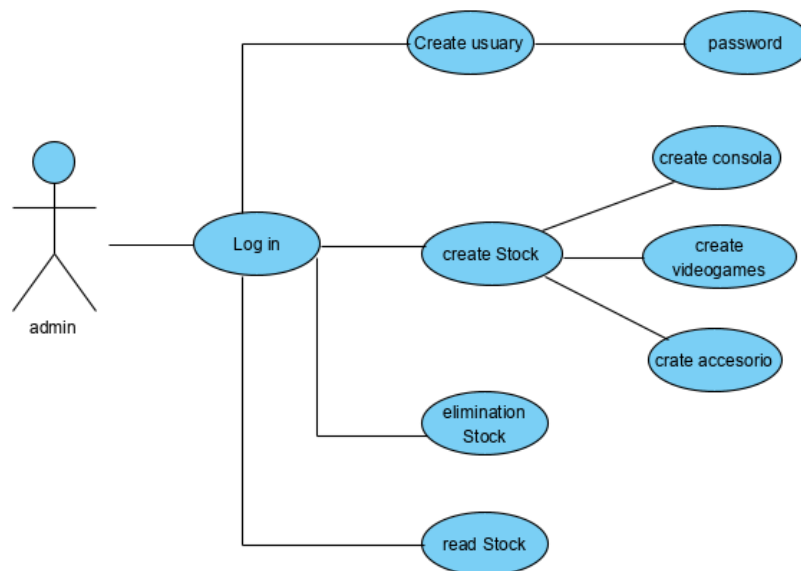 Create usuary
password
create consola
Log in
create Stock
create
videogames
admin
crate accesorio
elimination
Stock
read Stock